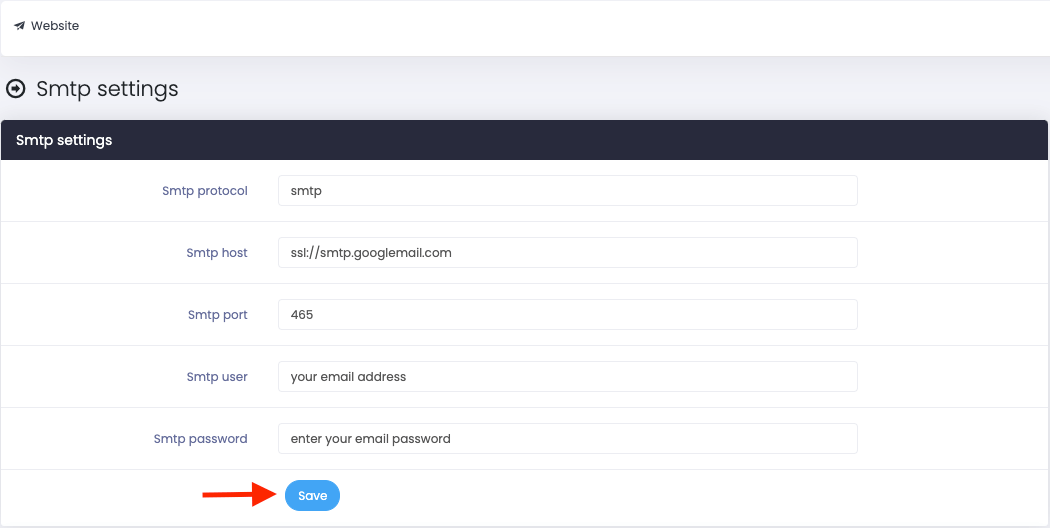 Website
Smtp settings
Smtp settings
Smtp protocol smtp
Smtp host ssl://smtp.googlemail.com
Smtp port 465
Smtp user your email address
Smtp password enter your email password
Save